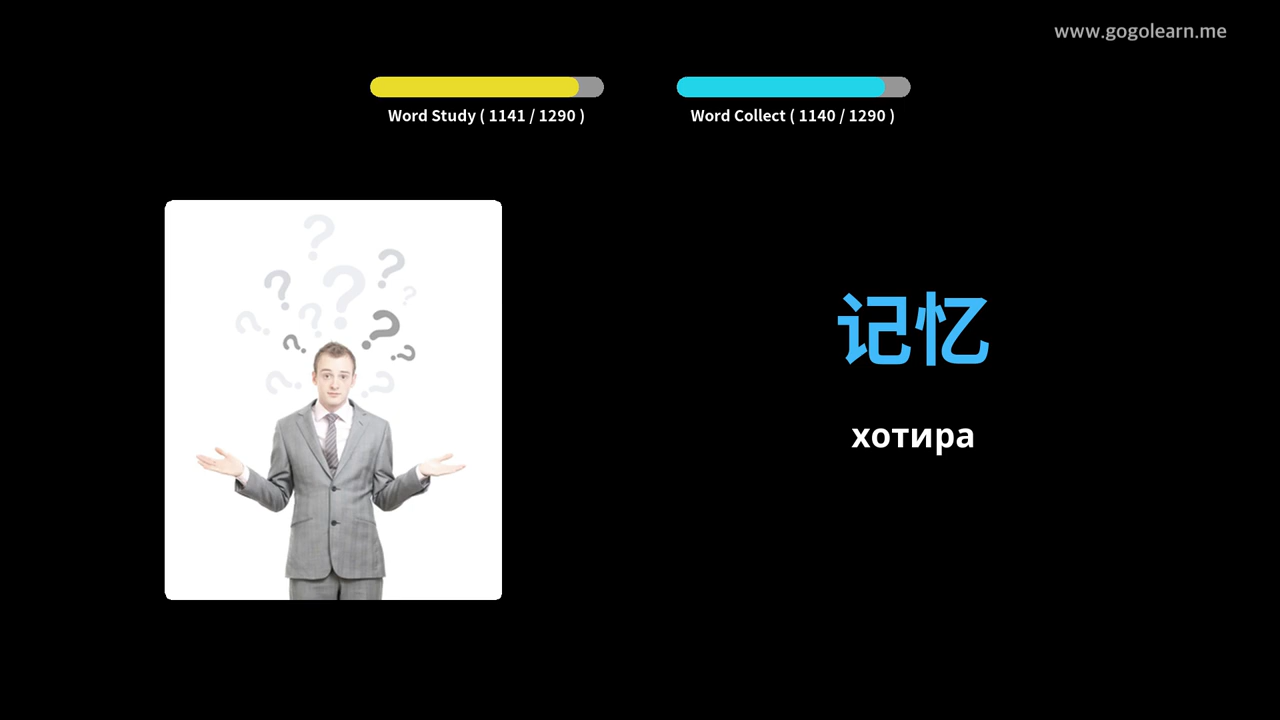 www.gogolearn.me
Word Study ( 1141 / 1290 )
Word Collect ( 1140 / 1290 )
记忆
хотира